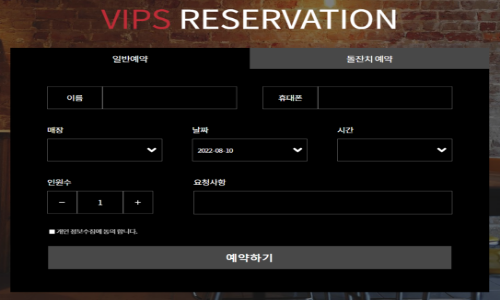 VIPS RESERVATION
일반예약 돌잔치 예약
이름 휴대폰
매장 날짜 시간
2022-08-10
인원수 요청사항
− 1 +
개인 정보수집에 동의 합니다.
예약하기